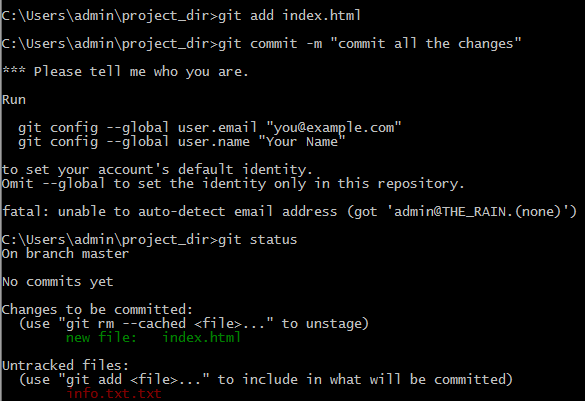 C:\Users\admin\project_dir>git add index.html
C:\Users\admin\project_dir>git commit -m "commit all the changes"
*** Please tell me who you are.
Run
git config --global user.email "you@example.com"
git config --global user.name "Your Name"
to set your account's default identity.
Omit --global to set the identity only in this repository.
fatal: unable to auto-detect email address (got 'admin@THE_RAIN.(none)')
C:\Users\admin\project_dir>git status
On branch master
No commits yet
Changes to be committed:
(use "git rm --cached <file>..." to unstage)
new file:   index.html
Untracked files:
(use "git add <file>..." to include in what will be committed)
info.txt.txt